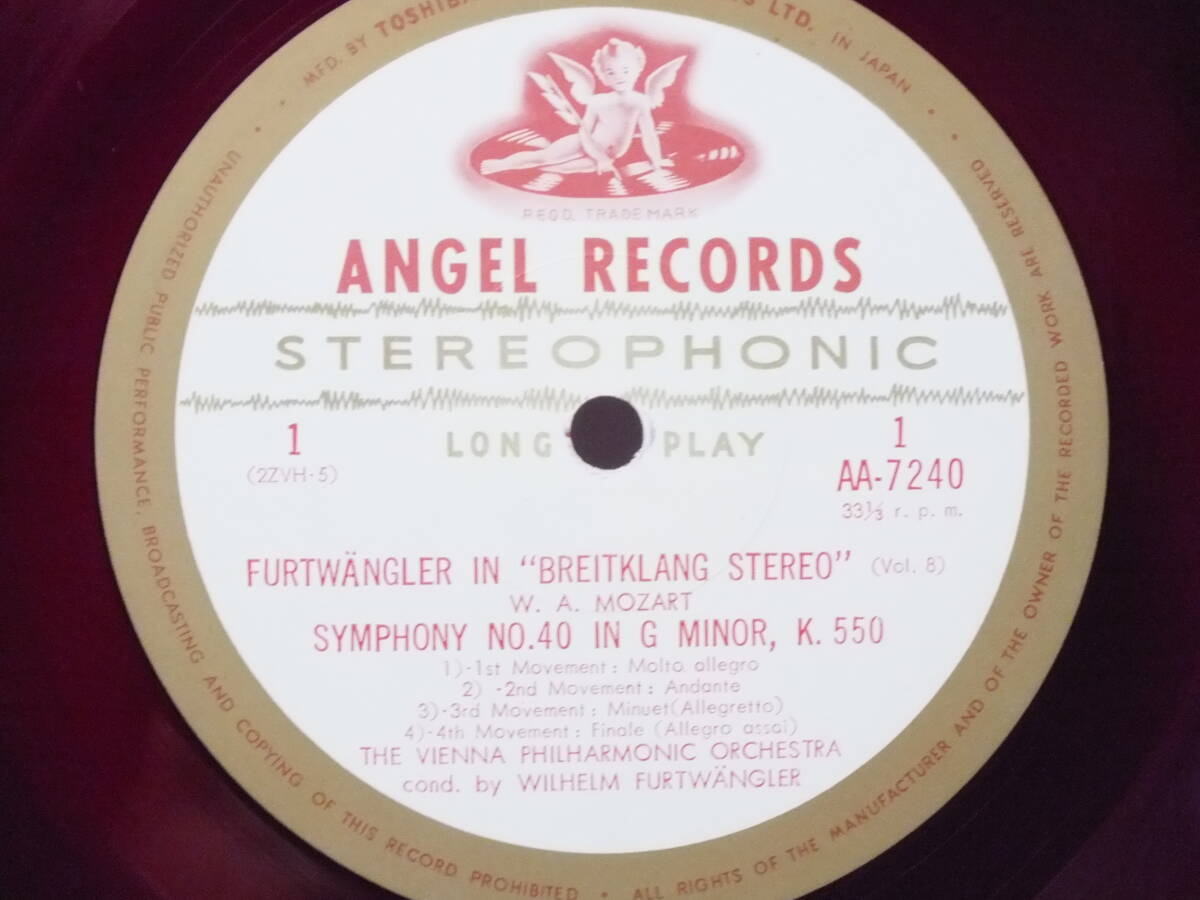 MFD. BY TOSHIBA LTD. IN JAPAN
REGD. TRADE MARK
ANGEL RECORDS
STEREOPHONIC
LONG PLAY
1
(2ZVH-5)
1
AA-7240
33⅓ r. p. m.
FURTWÄNGLER IN "BREITKLANG STEREO" (Vol. 8)
W. A. MOZART
SYMPHONY NO.40 IN G MINOR, K. 550
1)-1st Movement: Molto allegro
2) -2nd Movement: Andante
3)-3rd Movement: Minuet(Allegretto)
4)-4th Movement: Finale (Allegro assai)
THE VIENNA PHILHARMONIC ORCHESTRA
cond. by WILHELM FURTWÄNGLER
UNAUTHORIZED PUBLIC PERFORMANCE, BROADCASTING AND COPYING OF THIS RECORD PROHIBITED • ALL RIGHTS OF THE MANUFACTURER AND OF THE OWNER OF THE RECORDED WORK ARE RESERVED